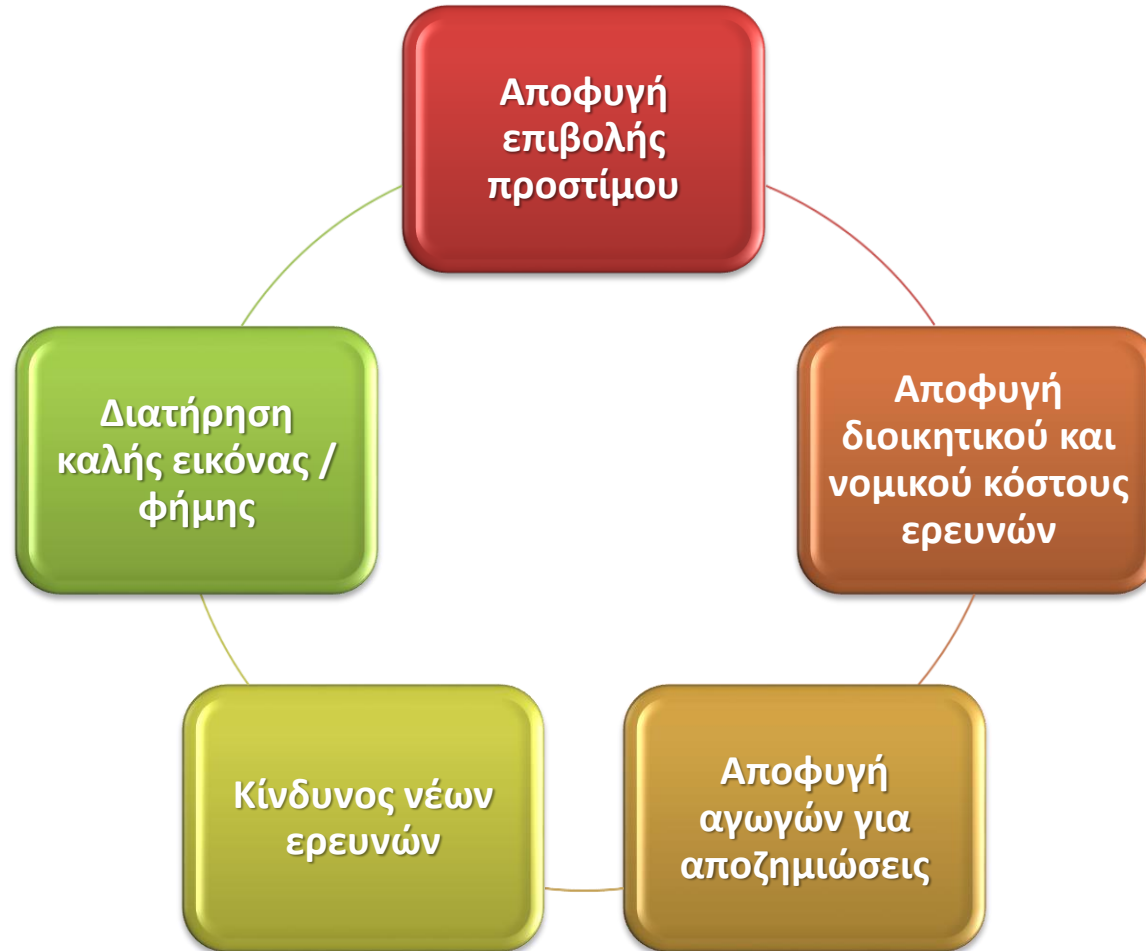 Αποφυγή
επιβολής
προστίμου
Αποφυγή
διοικητικού και
νομικού κόστους
ερευνών
Αποφυγή
αγωγών για
αποζημιώσεις
Κίνδυνος νέων
ερευνών
Διατήρηση
καλής εικόνας /
φήμης